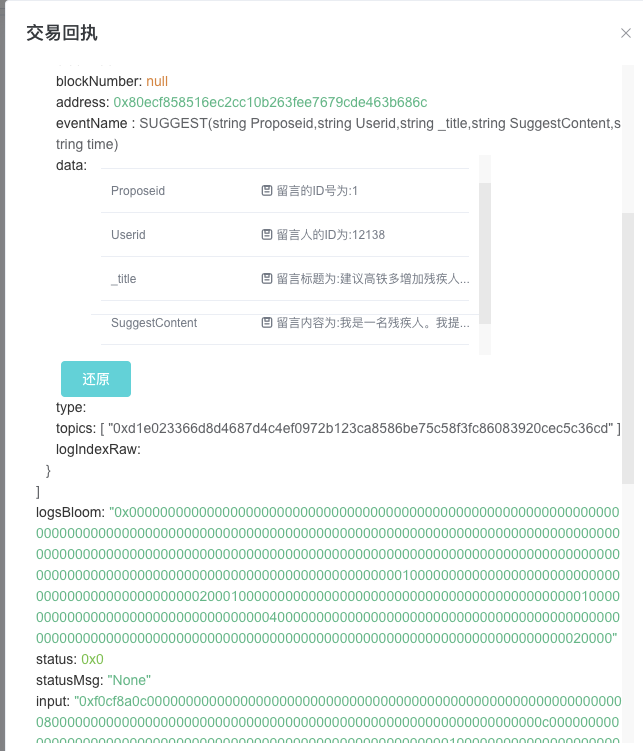 交易回执
blockNumber: null
address: 0x80ecf858516ec2cc10b263fee7679cde463b686c
eventName : SUGGEST(string Proposeid,string Userid,string _title,string SuggestContent,s
tring time)
data:
Proposeid 留言的ID号为:1
Userid 留言人的ID为:12138
_title 留言标题为:建议高铁多增加残疾人...
SuggestContent 留言内容为:我是一名残疾人。我提...
还原
type:
topics: [ "0xd1e023366d8d4687d4c4ef0972b123ca8586be75c58f3fc86083920cec5c36cd" ]
logIndexRaw:
}
]
logsBloom: "0x000000000000000000000000000000000000000000000000000000000000000
000000000000000000000000000000000000000000000000000000000000000000000000000
000000000000000000000000000000000000000000000000000000000000000000000000000
status: 0x0
statusMsg: "None"
input: